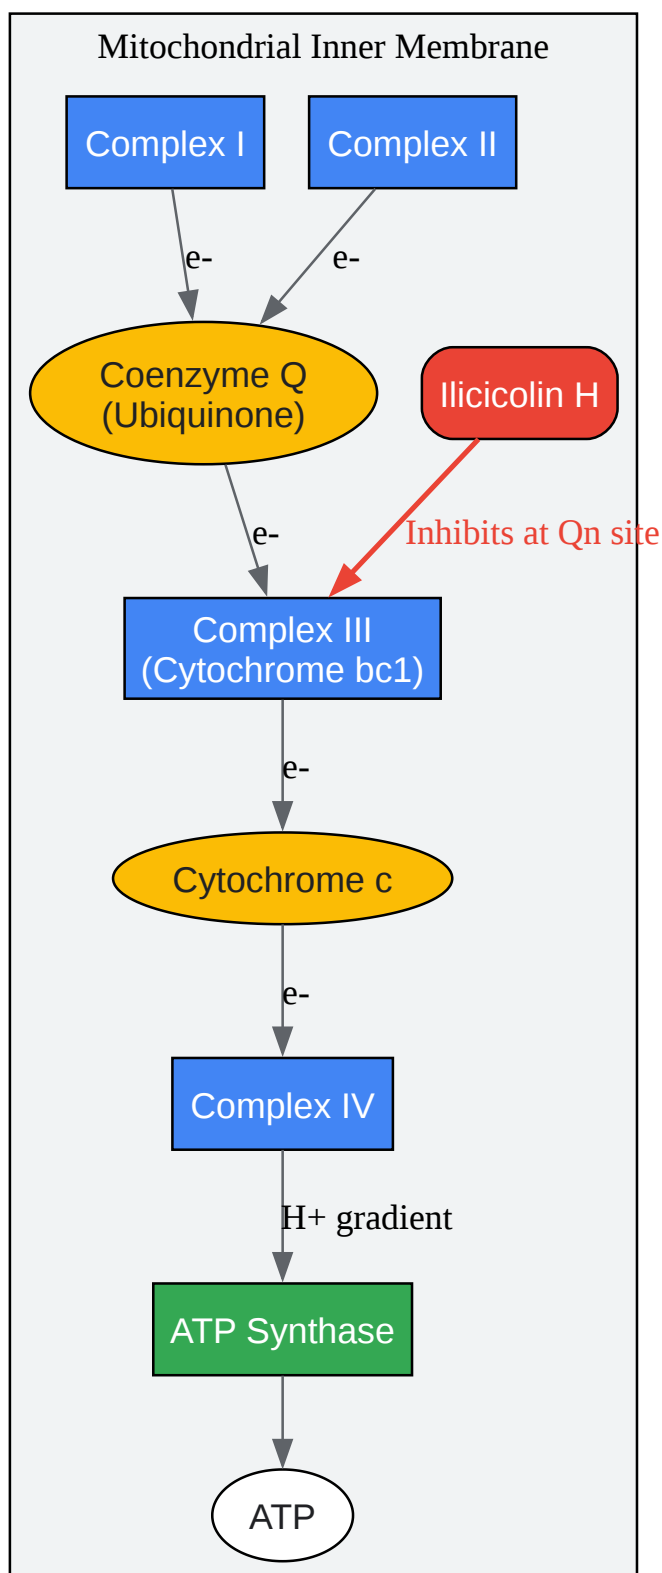 Mitochondrial Inner Membrane
Complex I
Complex II
e-
e-
Coenzyme Q
(Ubiquinone)
Ilicicolin H
e-
Inhibits at Qn site
Complex III
(Cytochrome bc1)
e-
Cytochrome c
e-
Complex IV
H+ gradient
ATP Synthase
ATP